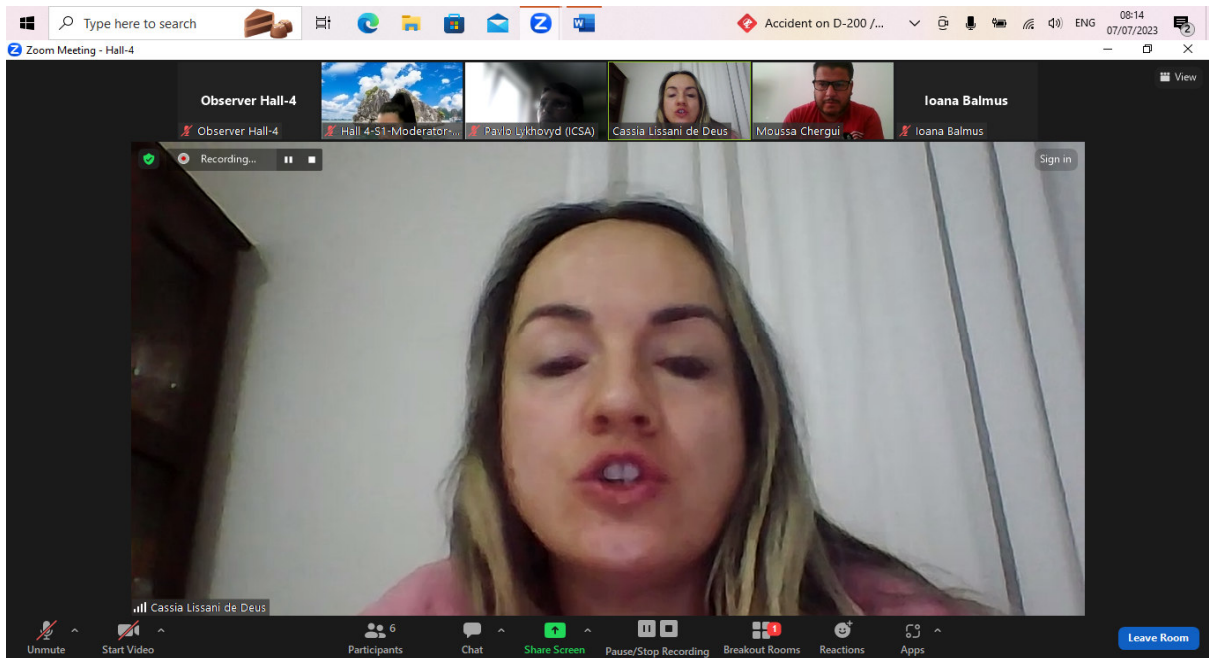 Type here to search
Accident on D-200 /...
ENG
08:14
07/07/2023
2
Zoom Meeting - Hall-4
View
Observer Hall-4
Observer Hall-4
Hall 4-S1-Moderator-...
Pavlo Lykhovyd (ICSA)
Cassia Lissani de Deus
Moussa Chergui
Ioana Balmus
Ioana Balmus
Recording...
Sign in
Cassia Lissani de Deus
Unmute
Start Video
6
Participants
Chat
Share Screen
Pause/Stop Recording
1
Breakout Rooms
Reactions
Apps
Leave Room